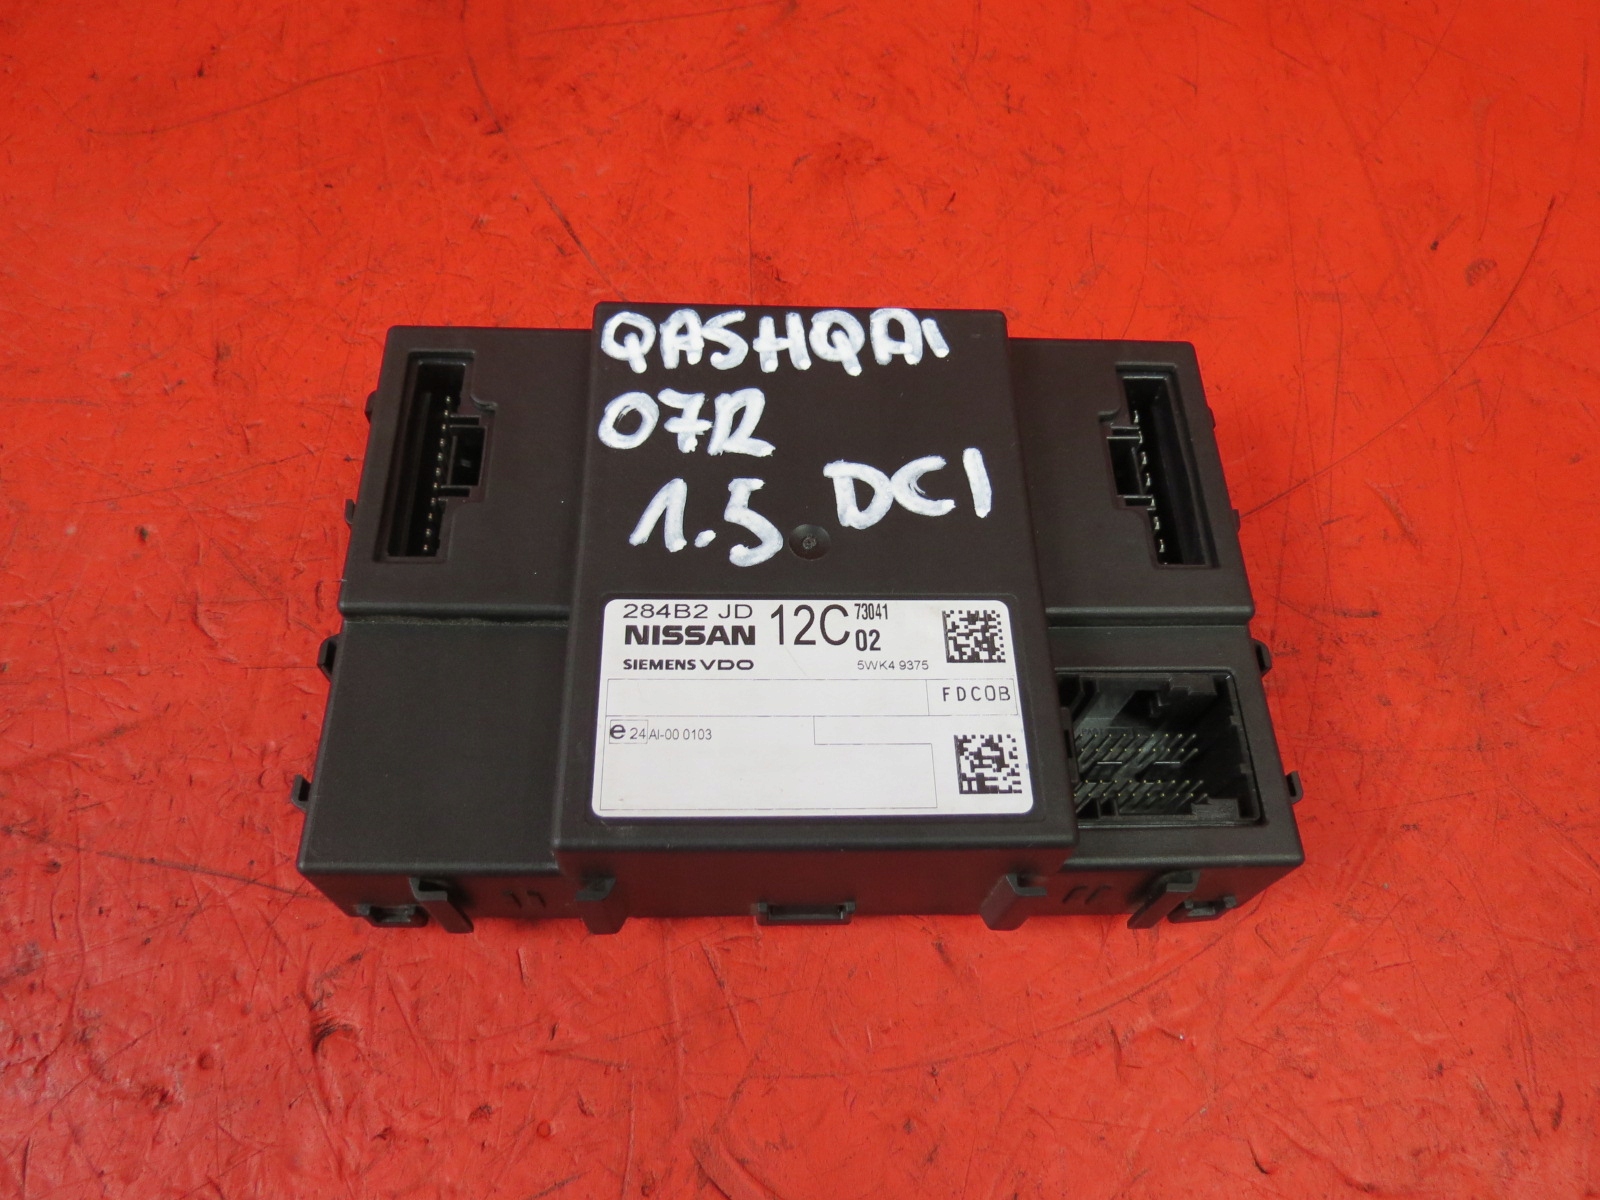 QASHQAI
07R
1.5 DCI
284B2 JD 12C 73041
NISSAN 02
SIEMENS VDO 5WK4 9375
FDCOB
e 24 AI-00 0103